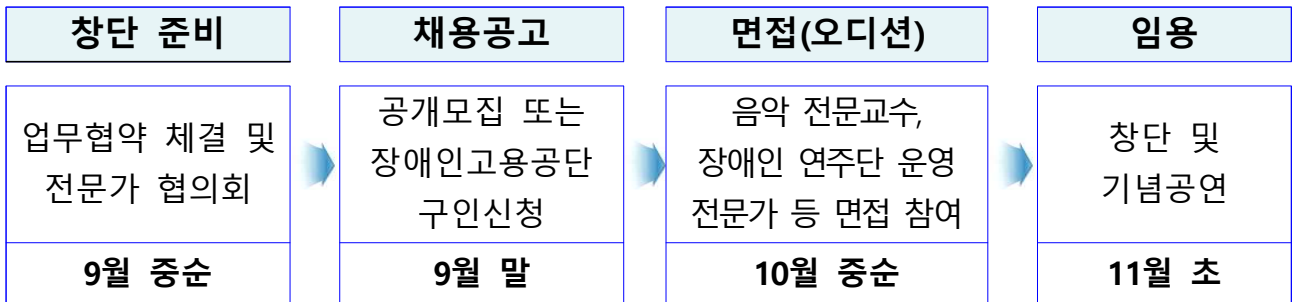 창단 준비
업무협약 체결 및
전문가 협의회
9월 중순
채용공고
공개모집 또는
장애인고용공단
구인신청
9월 말
면접(오디션)
음악 전문교수,
장애인 연주단 운영
전문가 등 면접 참여
10월 중순
임용
창단 및
기념공연
11월 초